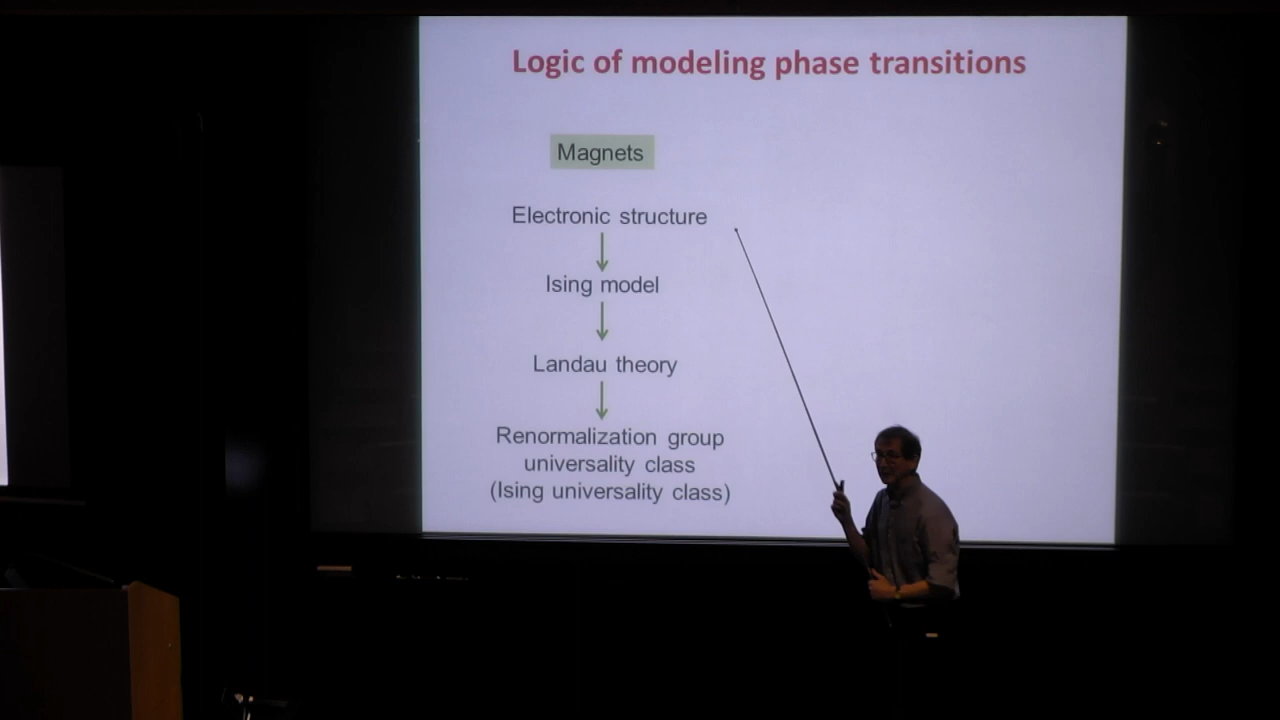 Logic of modeling phase transitions
Magnets
Electronic structure
Ising model
Landau theory
Renormalization group
universality class
(Ising universality class)